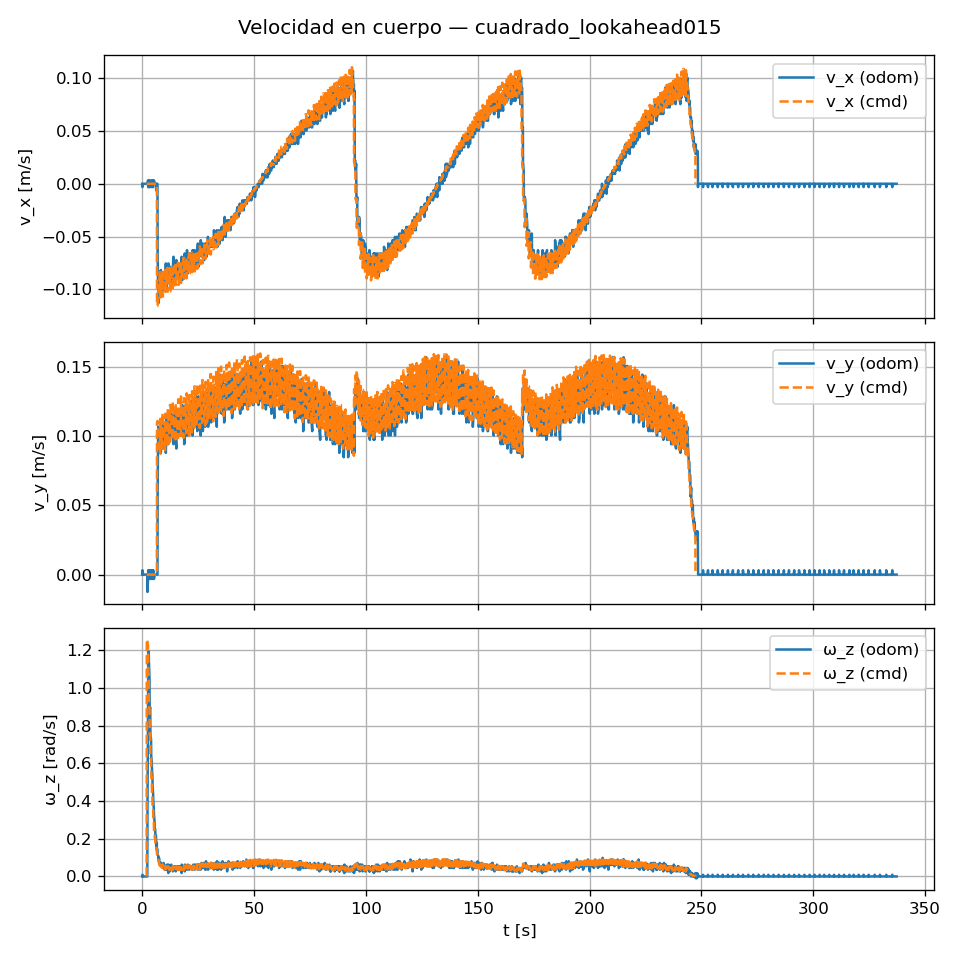 Velocidad en cuerpo — cuadrado_lookahead015
v_x [m/s]
0.10
0.05
0.00
−0.05
−0.10
v_x (odom)
v_x (cmd)
v_y [m/s]
0.15
0.10
0.05
0.00
v_y (odom)
v_y (cmd)
ω_z [rad/s]
1.2
1.0
0.8
0.6
0.4
0.2
0.0
ω_z (odom)
ω_z (cmd)
0 50 100 150 200 250 300 350
t [s]